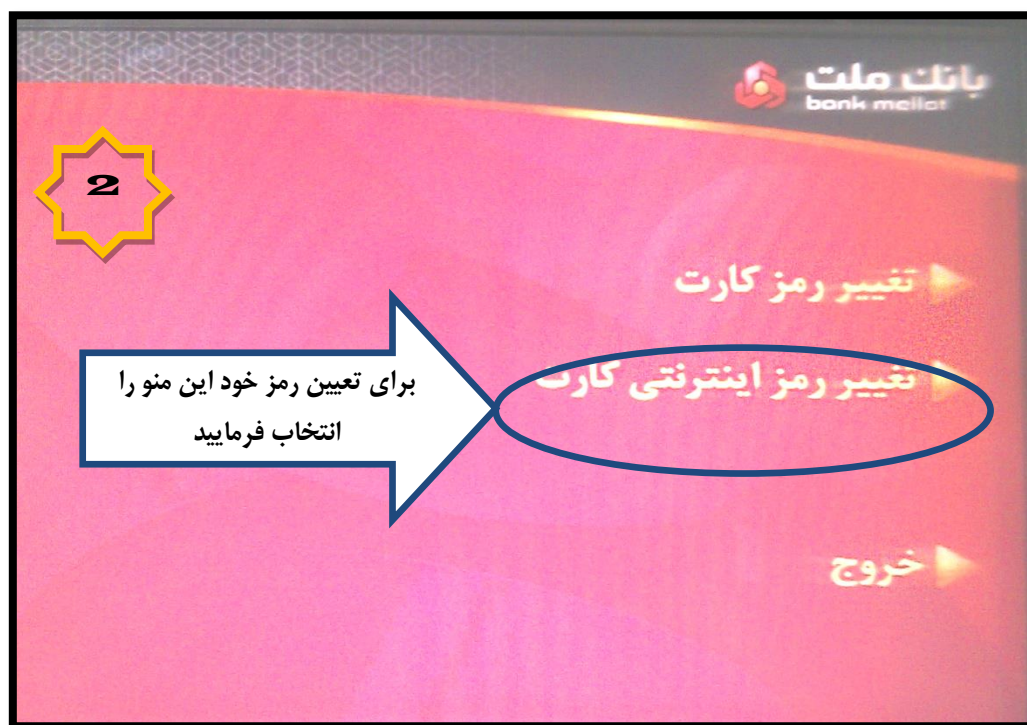 بانک ملت
bank mellat
2
تغییر رمز کارت
تغییر رمز اینترنتی کارت
برای تعیین رمز خود این منو را
انتخاب فرمایید
خروج